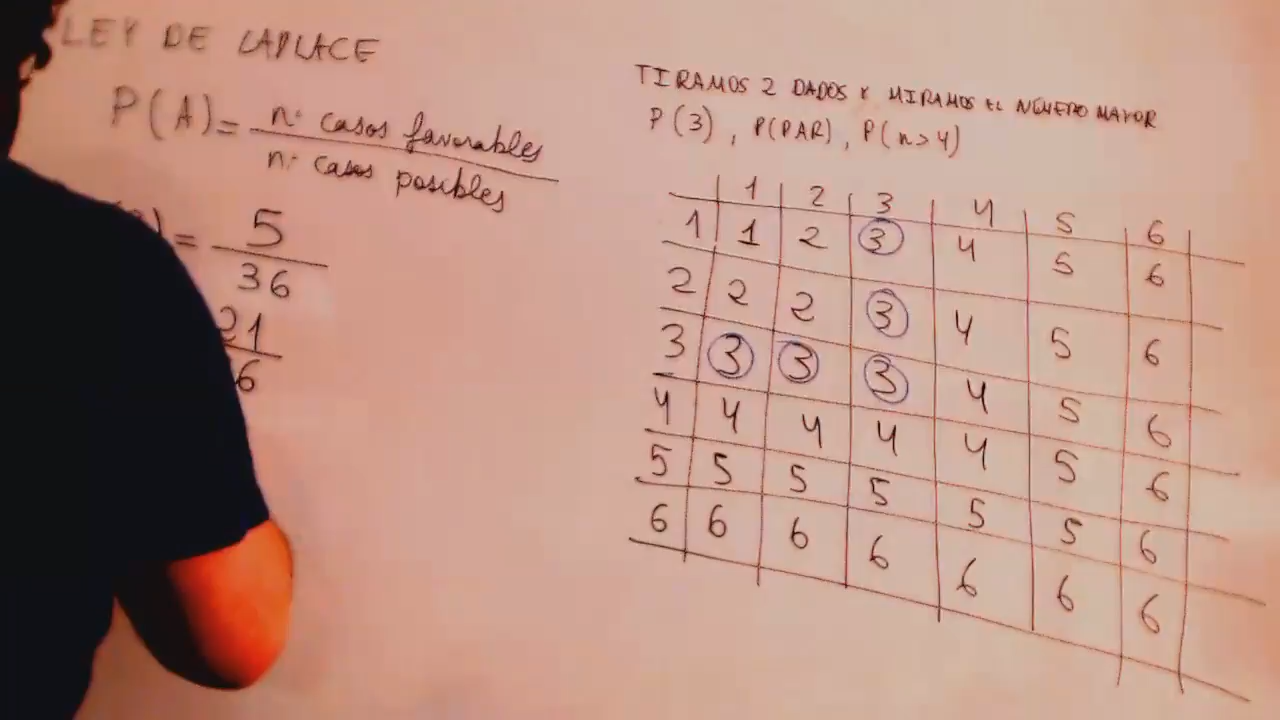 LEY DE LAPLACE
P(A) = nº casos favorables
nº casos posibles
= 5
36
21
6
TIRAMOS 2 DADOS Y MIRAMOS EL NÚMERO MAYOR
P(3), P(PAR), P(n>4)
1 2 3 4 5 6
1 1 2 3 4 5 6
2 2 2 3 4 5 6
3 3 3 3 4 5 6
4 4 4 4 4 5 6
5 5 5 5 5 5 6
6 6 6 6 6 6 6